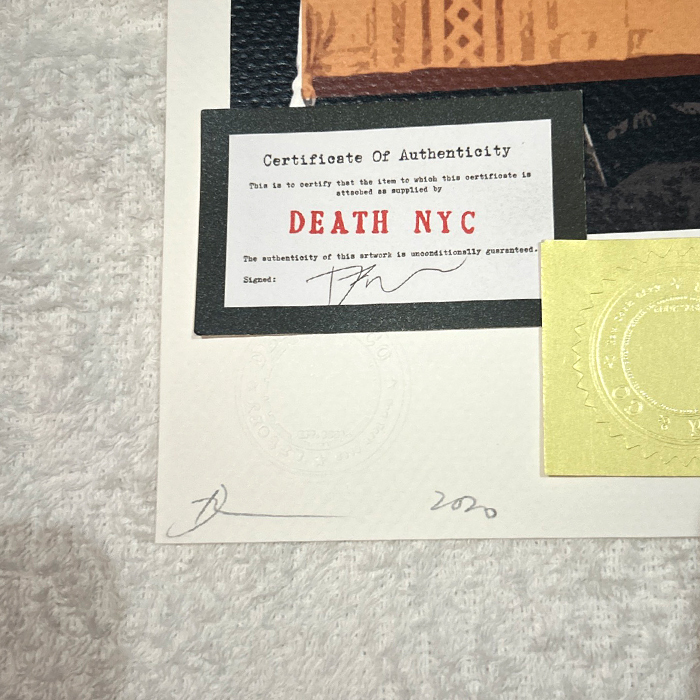 Certificate Of Authenticity
This is to certify that the item to which this certificate is
attached as supplied by
DEATH NYC
The authenticity of this artwork is unconditionally guaranteed.
Signed:
2020